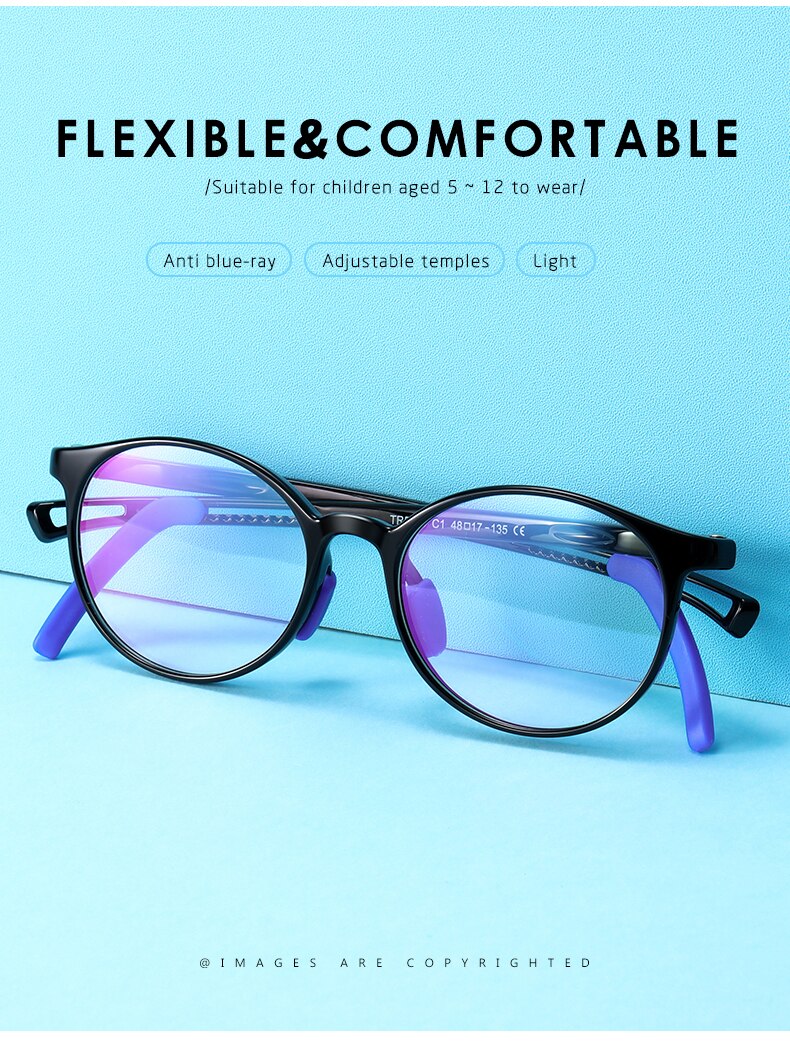 FLEXIBLE&COMFORTABLE
/Suitable for children aged 5 ~ 12 to wear/
Anti blue-ray Adjustable temples Light
C1 48□17-135 CE
@IMAGES ARE COPYRIGHTED